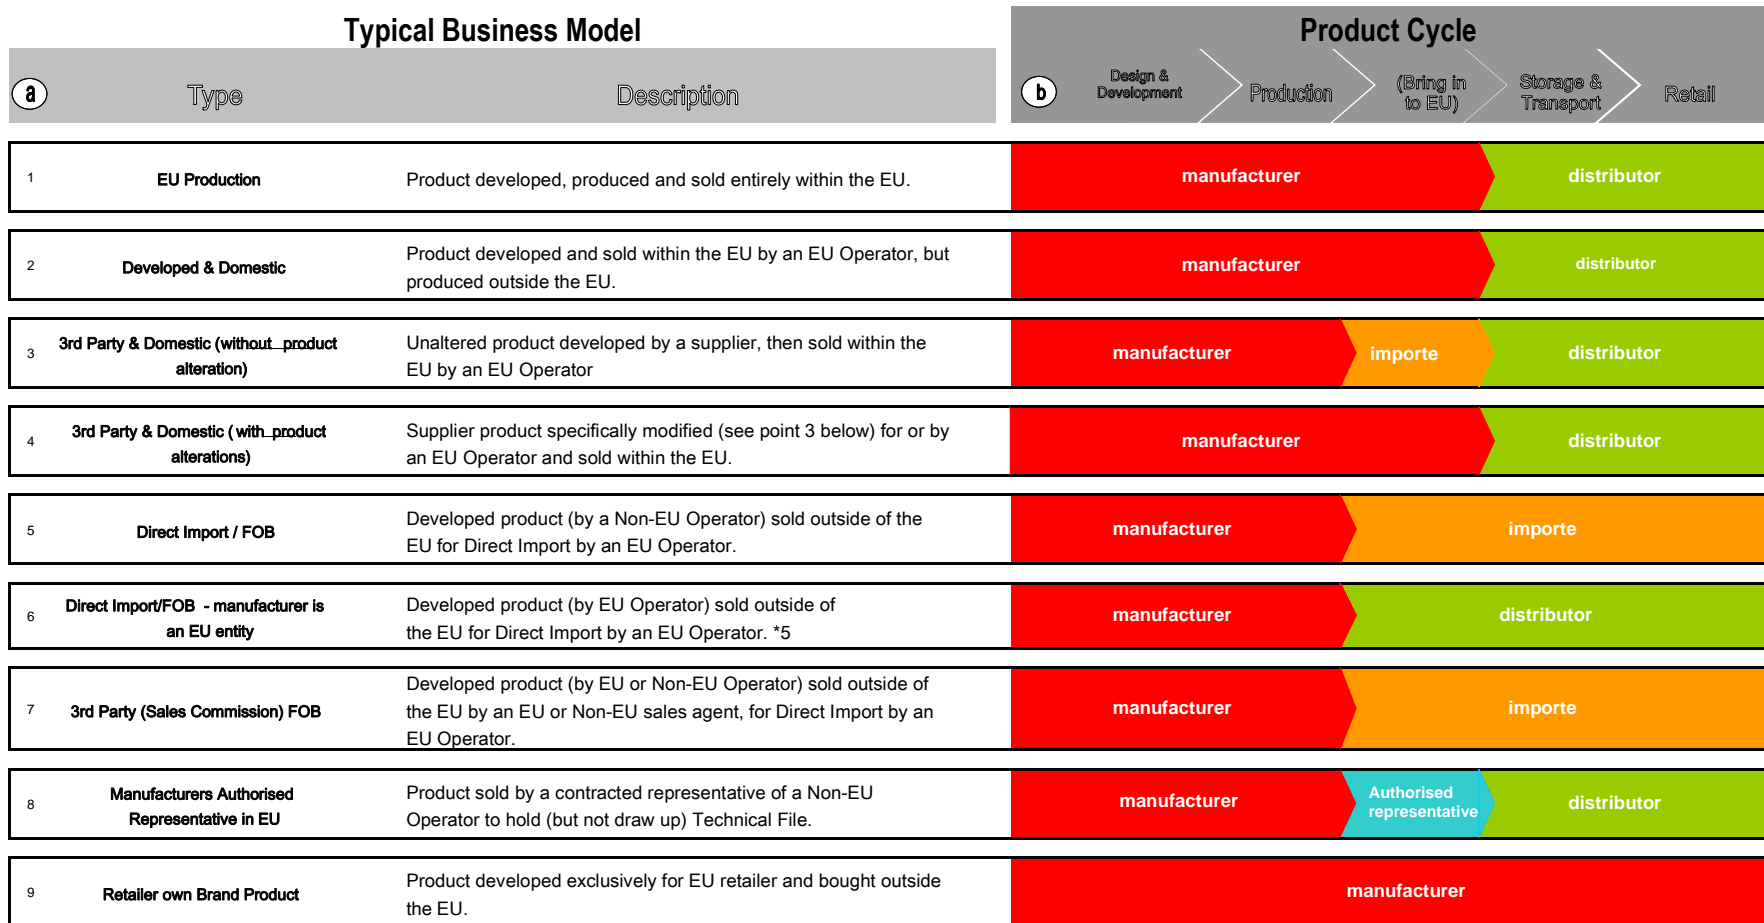 Typical Business Model
Product Cycle
a
Type
Description
b
Design &
Development
Production
(Bring in
to EU)
Storage &
Transport
Retail
1
EU Production
Product developed, produced and sold entirely within the EU.
manufacturer
distributor
2
Developed & Domestic
Product developed and sold within the EU by an EU Operator, but
produced outside the EU.
manufacturer
distributor
3
3rd Party & Domestic (without product
alteration)
Unaltered product developed by a supplier, then sold within the
EU by an EU Operator
manufacturer
importe
distributor
4
3rd Party & Domestic ( with product
alterations)
Supplier product specifically modified (see point 3 below) for or by
an EU Operator and sold within the EU.
manufacturer
distributor
5
Direct Import / FOB
Developed product (by a Non-EU Operator) sold outside of the
EU for Direct Import by an EU Operator.
manufacturer
importe
6
Direct Import/FOB - manufacturer is
an EU entity
Developed product (by EU Operator) sold outside of
the EU for Direct Import by an EU Operator. *5
manufacturer
distributor
7
3rd Party (Sales Commission) FOB
Developed product (by EU or Non-EU Operator) sold outside of
the EU by an EU or Non-EU sales agent, for Direct Import by an
EU Operator.
manufacturer
importe
8
Manufacturers Authorised
Representative in EU
Product sold by a contracted representative of a Non-EU
Operator to hold (but not draw up) Technical File.
manufacturer
Authorised
representative
distributor
9
Retailer own Brand Product
Product developed exclusively for EU retailer and bought outside
the EU.
manufacturer